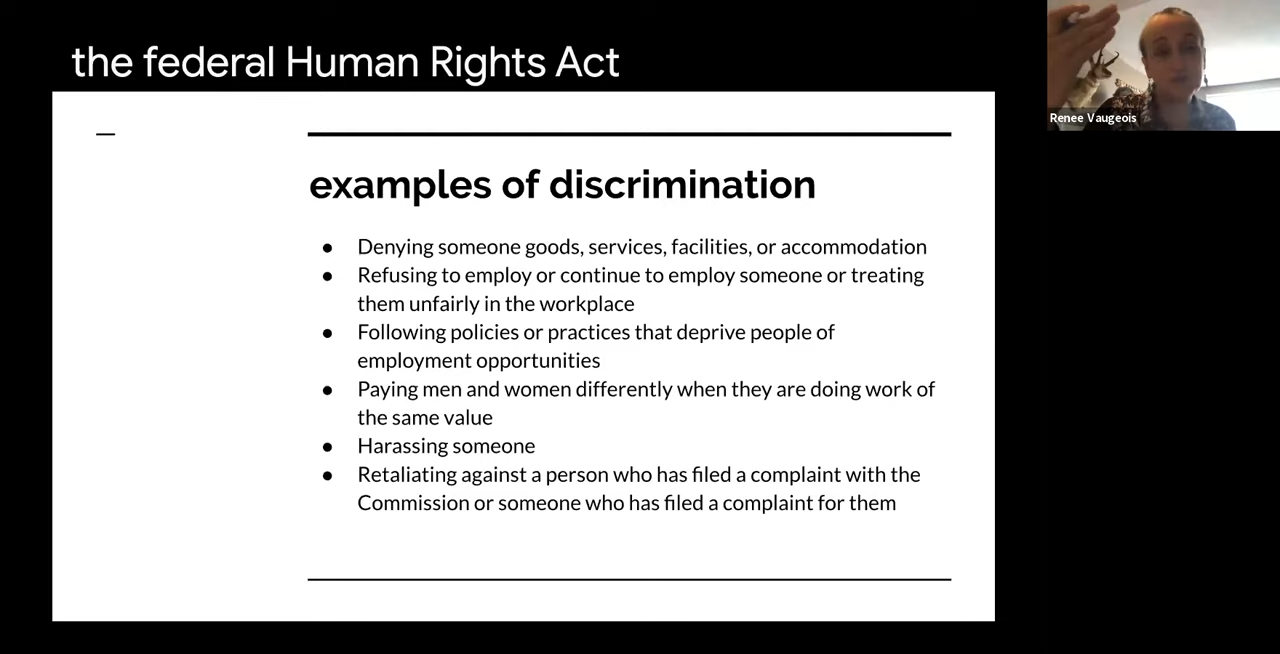 the federal Human Rights Act
Renee Vaugeois
examples of discrimination
● Denying someone goods, services, facilities, or accommodation
● Refusing to employ or continue to employ someone or treating
them unfairly in the workplace
● Following policies or practices that deprive people of
employment opportunities
● Paying men and women differently when they are doing work of
the same value
● Harassing someone
● Retaliating against a person who has filed a complaint with the
Commission or someone who has filed a complaint for them